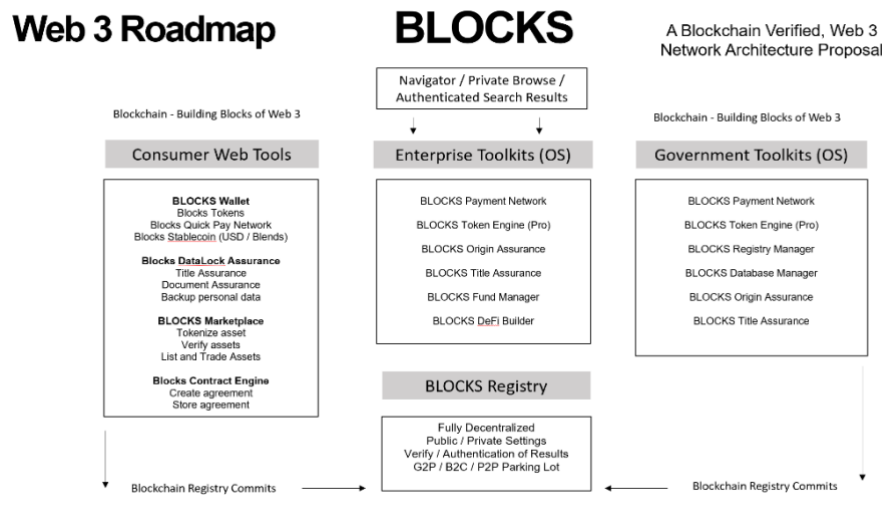 Web 3 Roadmap
BLOCKS
A Blockchain Verified, Web 3
Network Architecture Proposal
Navigator / Private Browse /
Authenticated Search Results
Blockchain - Building Blocks of Web 3
Blockchain - Building Blocks of Web 3
Consumer Web Tools
BLOCKS Wallet
Blocks Tokens
Blocks Quick Pay Network
Blocks Stablecoin (USD / Blends)
Blocks DataLock Assurance
Title Assurance
Document Assurance
Backup personal data
BLOCKS Marketplace
Tokenize asset
Verify assets
List and Trade Assets
Blocks Contract Engine
Create agreement
Store agreement
Enterprise Toolkits (OS)
BLOCKS Payment Network
BLOCKS Token Engine (Pro)
BLOCKS Origin Assurance
BLOCKS Title Assurance
BLOCKS Fund Manager
BLOCKS DeFi Builder
Government Toolkits (OS)
BLOCKS Payment Network
BLOCKS Token Engine (Pro)
BLOCKS Registry Manager
BLOCKS Database Manager
BLOCKS Origin Assurance
BLOCKS Title Assurance
BLOCKS Registry
Fully Decentralized
Public / Private Settings
Verify / Authentication of Results
G2P / B2C / P2P Parking Lot
Blockchain Registry Commits
Blockchain Registry Commits